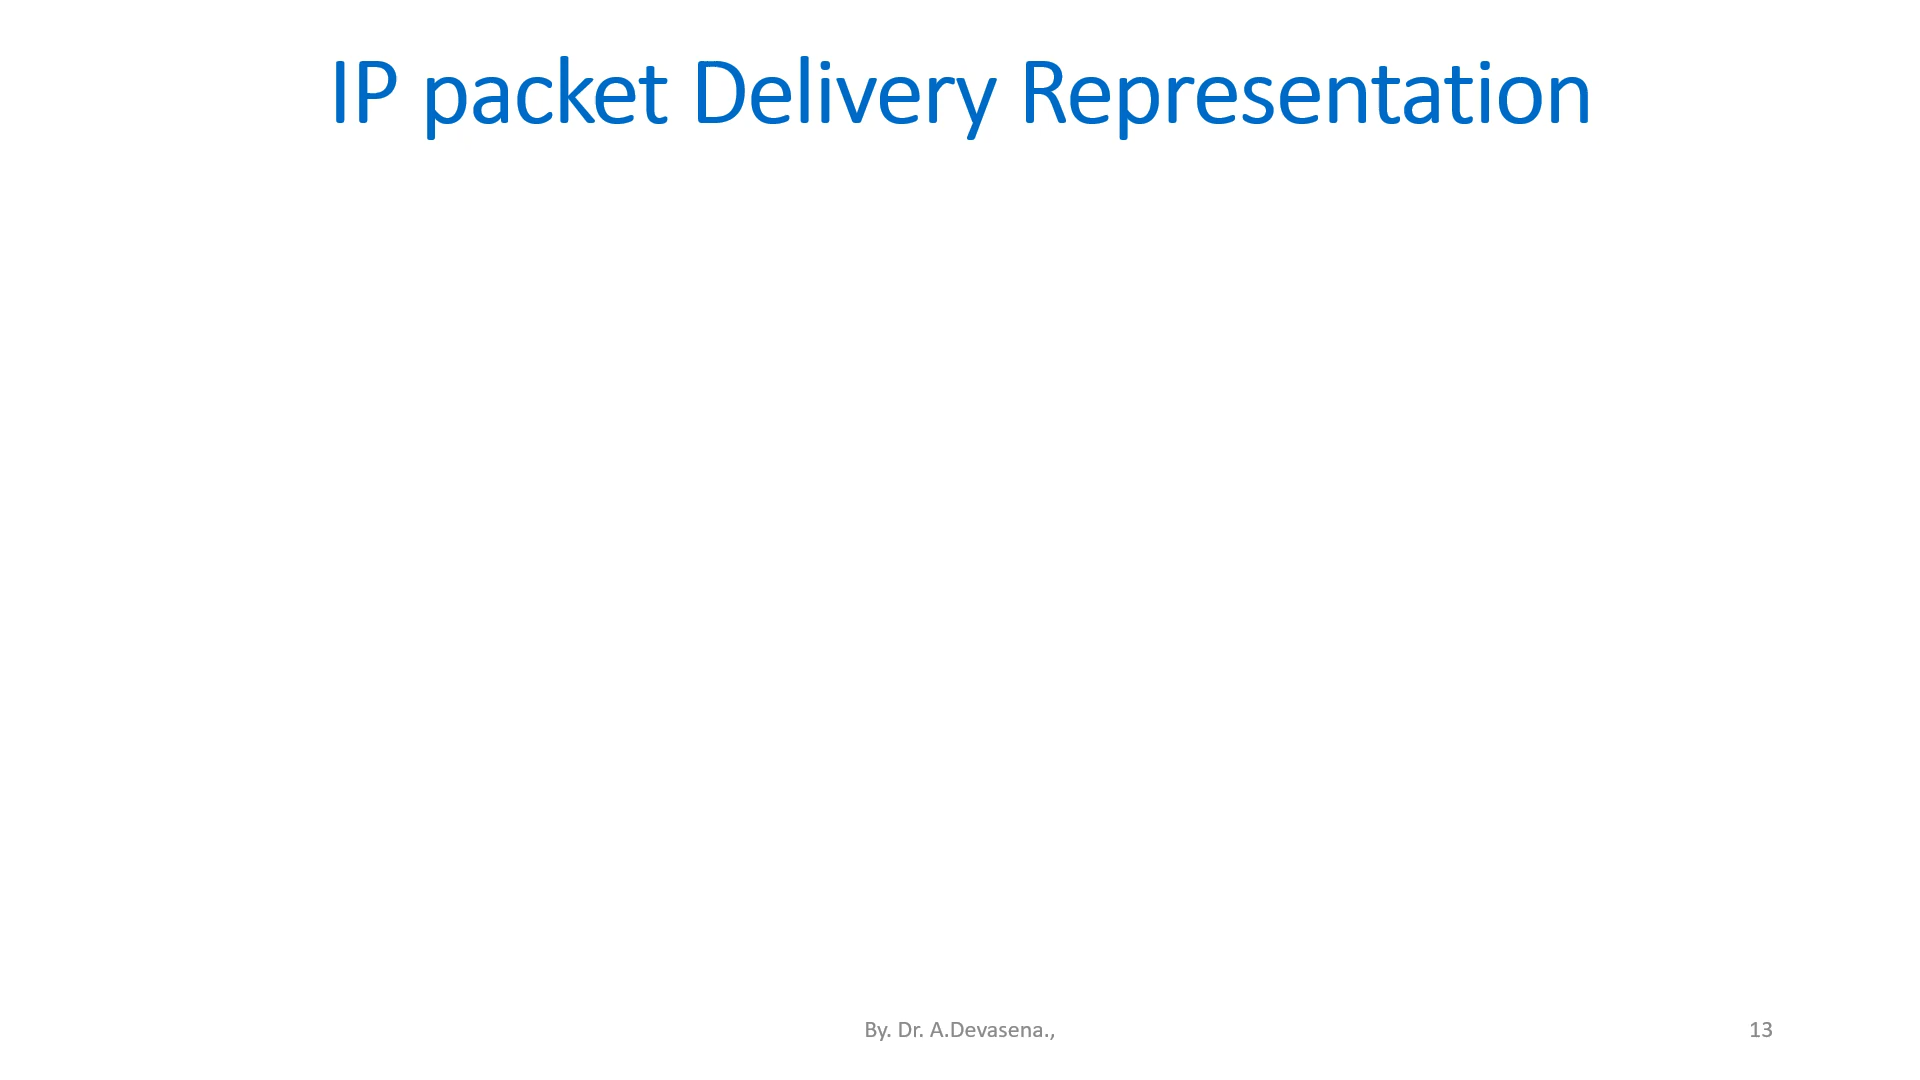 IP packet Delivery Representation
By. Dr. A.Devasena.,
13